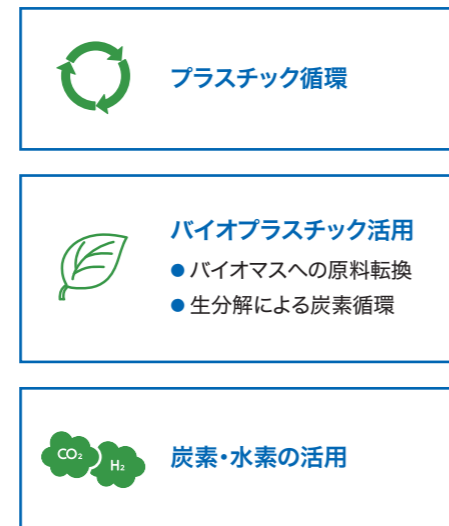 プラスチック循環
バイオプラスチック活用
● バイオマスへの原料転換
● 生分解による炭素循環
CO₂
H₂
炭素・水素の活用